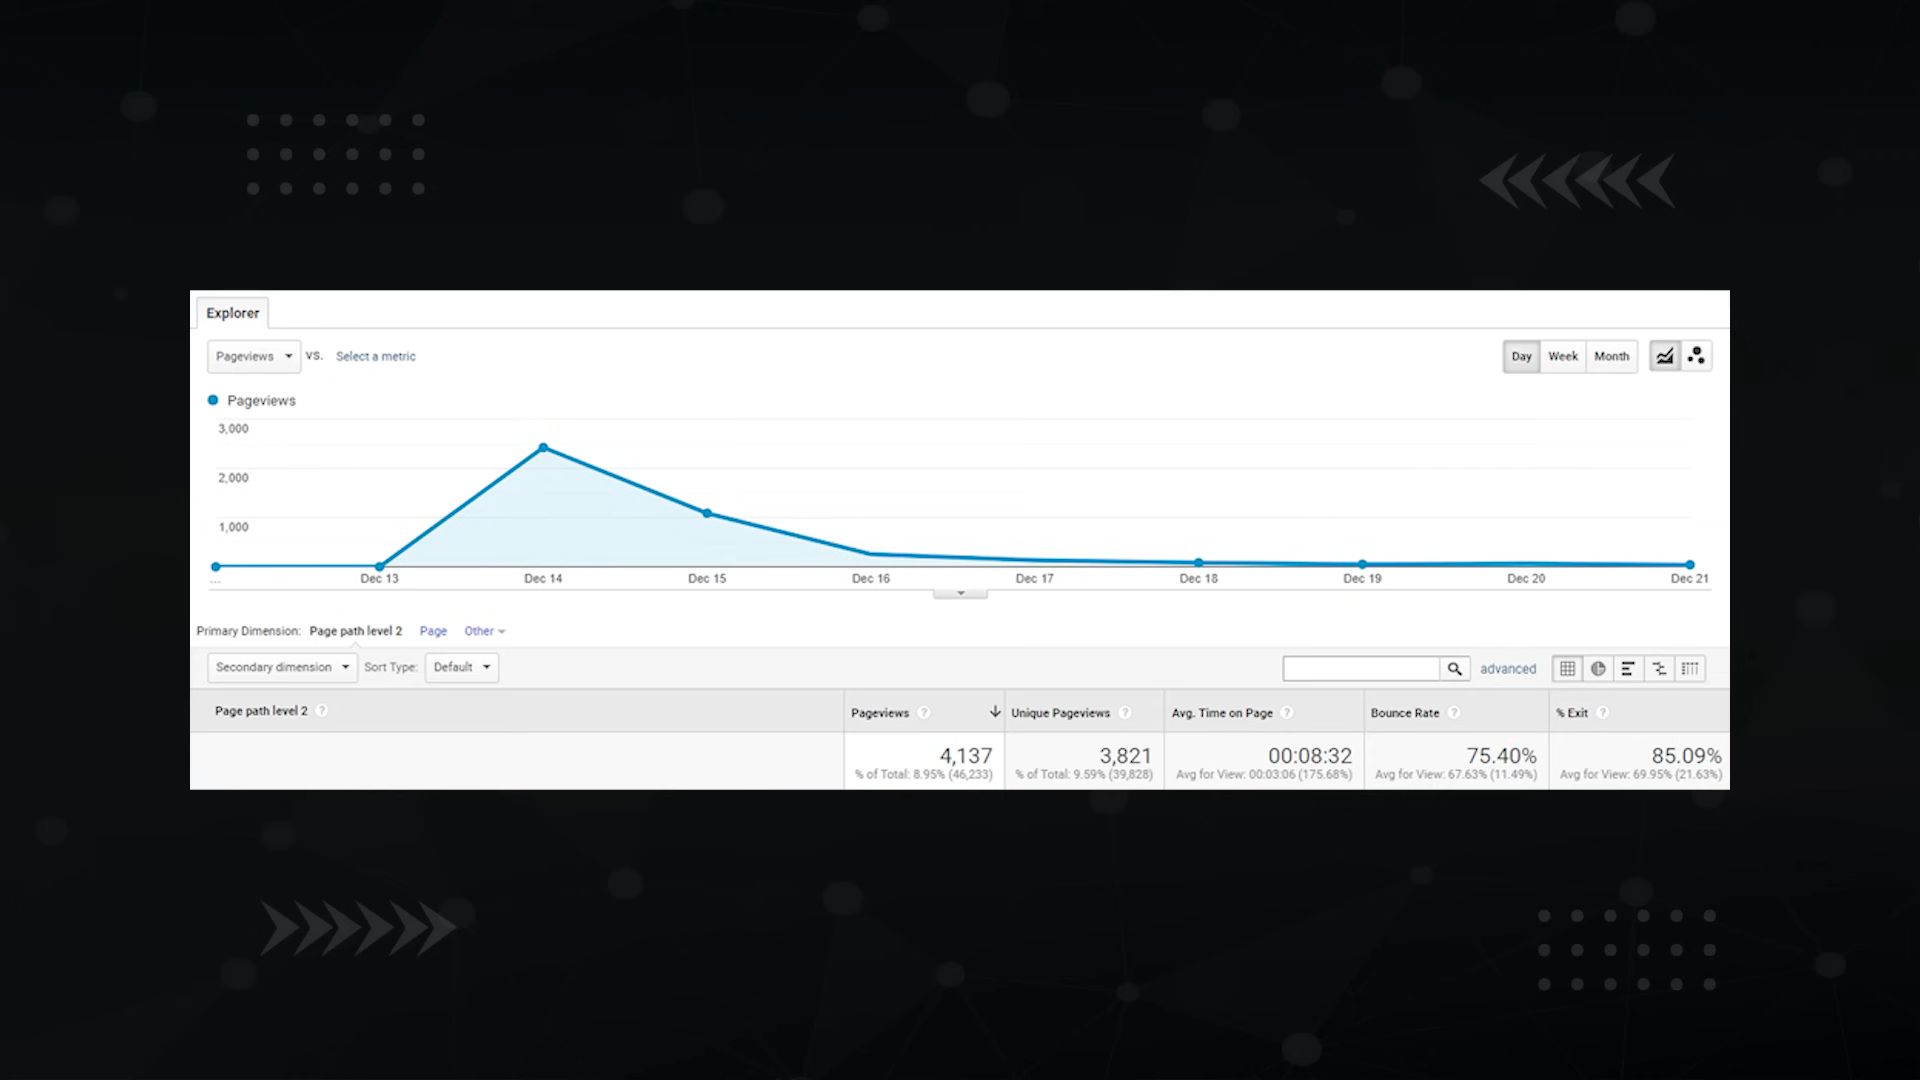 Explorer
Pageviews VS. Select a metric
Day Week Month
Pageviews
3,000
2,000
1,000
... Dec 13 Dec 14 Dec 15 Dec 16 Dec 17 Dec 18 Dec 19 Dec 20 Dec 21
Primary Dimension: Page path level 2 Page Other
Secondary dimension Sort Type: Default advanced
Page path level 2 ? Pageviews ? Unique Pageviews ? Avg. Time on Page ? Bounce Rate ? % Exit ?
4,137 3,821 00:08:32 75.40% 85.09%
% of Total: 8.95% (46,233) % of Total: 9.59% (39,828) Avg for View: 00:03:06 (175.68%) Avg for View: 67.63% (11.49%) Avg for View: 69.95% (21.63%)